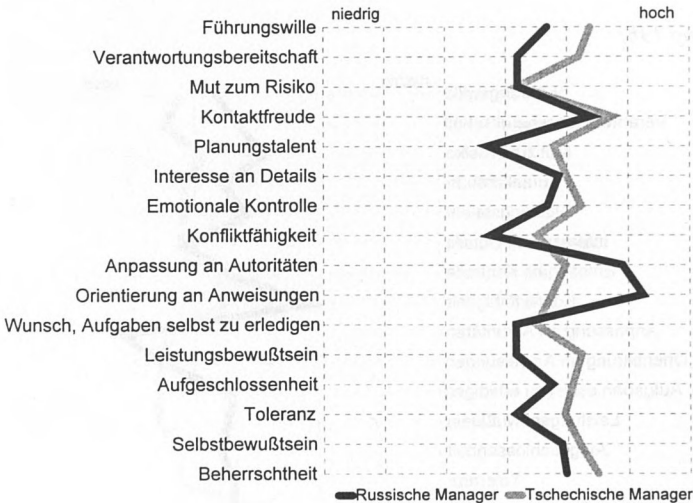 niedrig hoch
Führungswille
Verantwortungsbereitschaft
Mut zum Risiko
Kontaktfreude
Planungstalent
Interesse an Details
Emotionale Kontrolle
Konfliktfähigkeit
Anpassung an Autoritäten
Orientierung an Anweisungen
Wunsch, Aufgaben selbst zu erledigen
Leistungsbewußtsein
Aufgeschlossenheit
Toleranz
Selbstbewußtsein
Beherrschtheit
Russische Manager Tschechische Manager